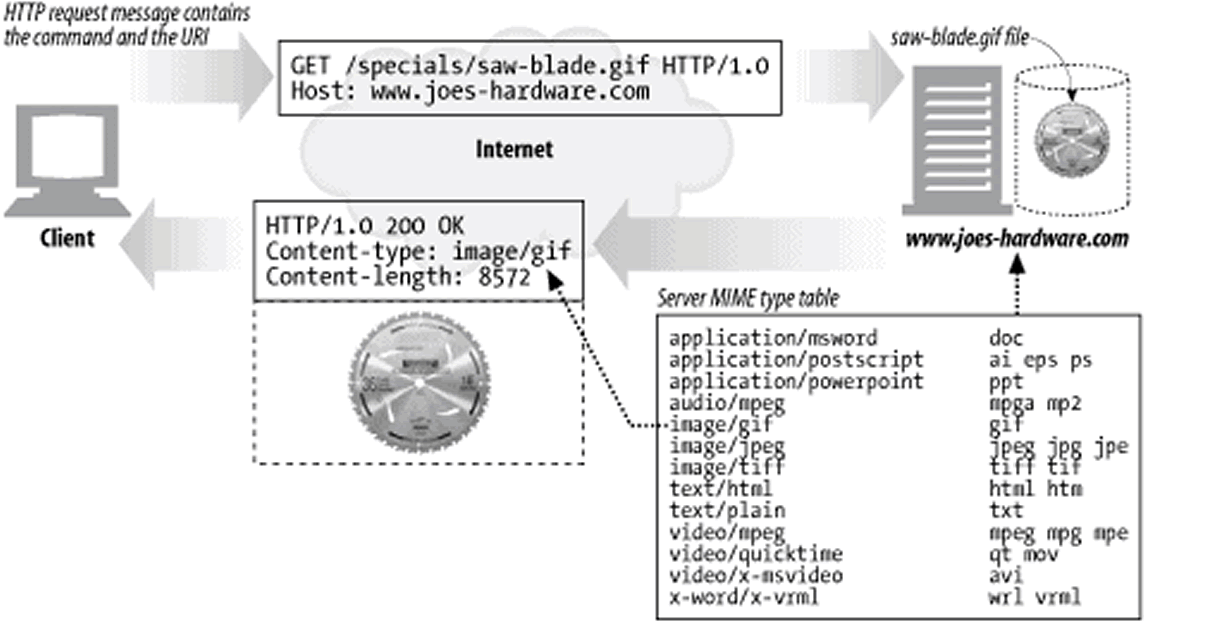 HTTP request message contains
the command and the URI
GET /specials/saw-blade.gif HTTP/1.0
Host: www.joes-hardware.com
saw-blade.gif file
Internet
Client
HTTP/1.0 200 OK
Content-type: image/gif
Content-length: 8572
www.joes-hardware.com
Server MIME type table
application/msword doc
application/postscript ai eps ps
application/powerpoint ppt
audio/mpeg mpga mp2
image/gif gif
image/jpeg jpeg jpg jpe
image/tiff tiff tif
text/html html htm
text/plain txt
video/mpeg mpeg mpg mpe
video/quicktime qt mov
video/x-msvideo avi
x-word/x-vrml wrl vrml